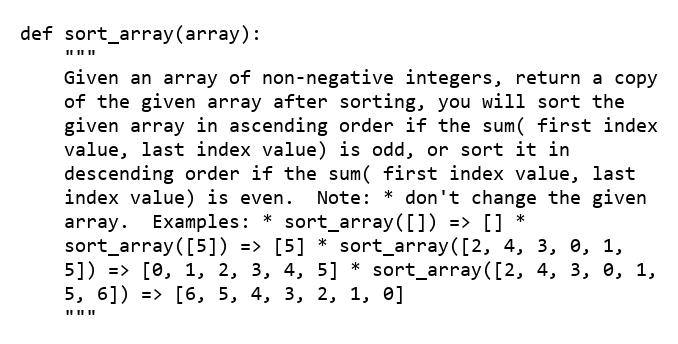 def sort_array(array):
    """
    Given an array of non-negative integers, return a copy
    of the given array after sorting, you will sort the
    given array in ascending order if the sum( first index
    value, last index value) is odd, or sort it in
    descending order if the sum( first index value, last
    index value) is even.  Note: * don't change the given
    array.  Examples: * sort_array([]) => [] *
    sort_array([5]) => [5] * sort_array([2, 4, 3, 0, 1,
    5]) => [0, 1, 2, 3, 4, 5] * sort_array([2, 4, 3, 0, 1,
    5, 6]) => [6, 5, 4, 3, 2, 1, 0]
    """